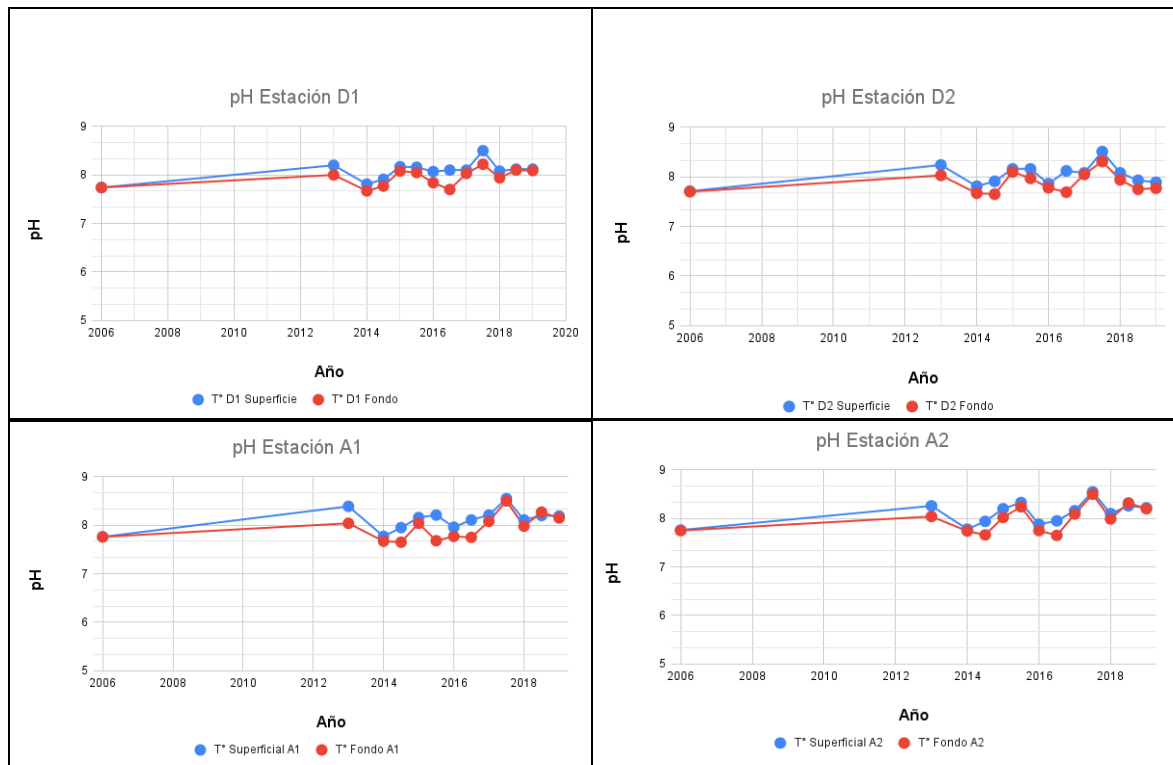 pH Estación D1
9
8
7
6
5
pH
2006 2008 2010 2012 2014 2016 2018 2020
Año
T° D1 Superficie T° D1 Fondo
pH Estación D2
9
8
7
6
5
pH
2006 2008 2010 2012 2014 2016 2018
Año
T° D2 Superficie T° D2 Fondo
pH Estación A1
9
8
7
6
5
pH
2006 2008 2010 2012 2014 2016 2018
Año
T° Superficial A1 T° Fondo A1
pH Estación A2
9
8
7
6
5
pH
2006 2008 2010 2012 2014 2016 2018
Año
T° Superficial A2 T° Fondo A2